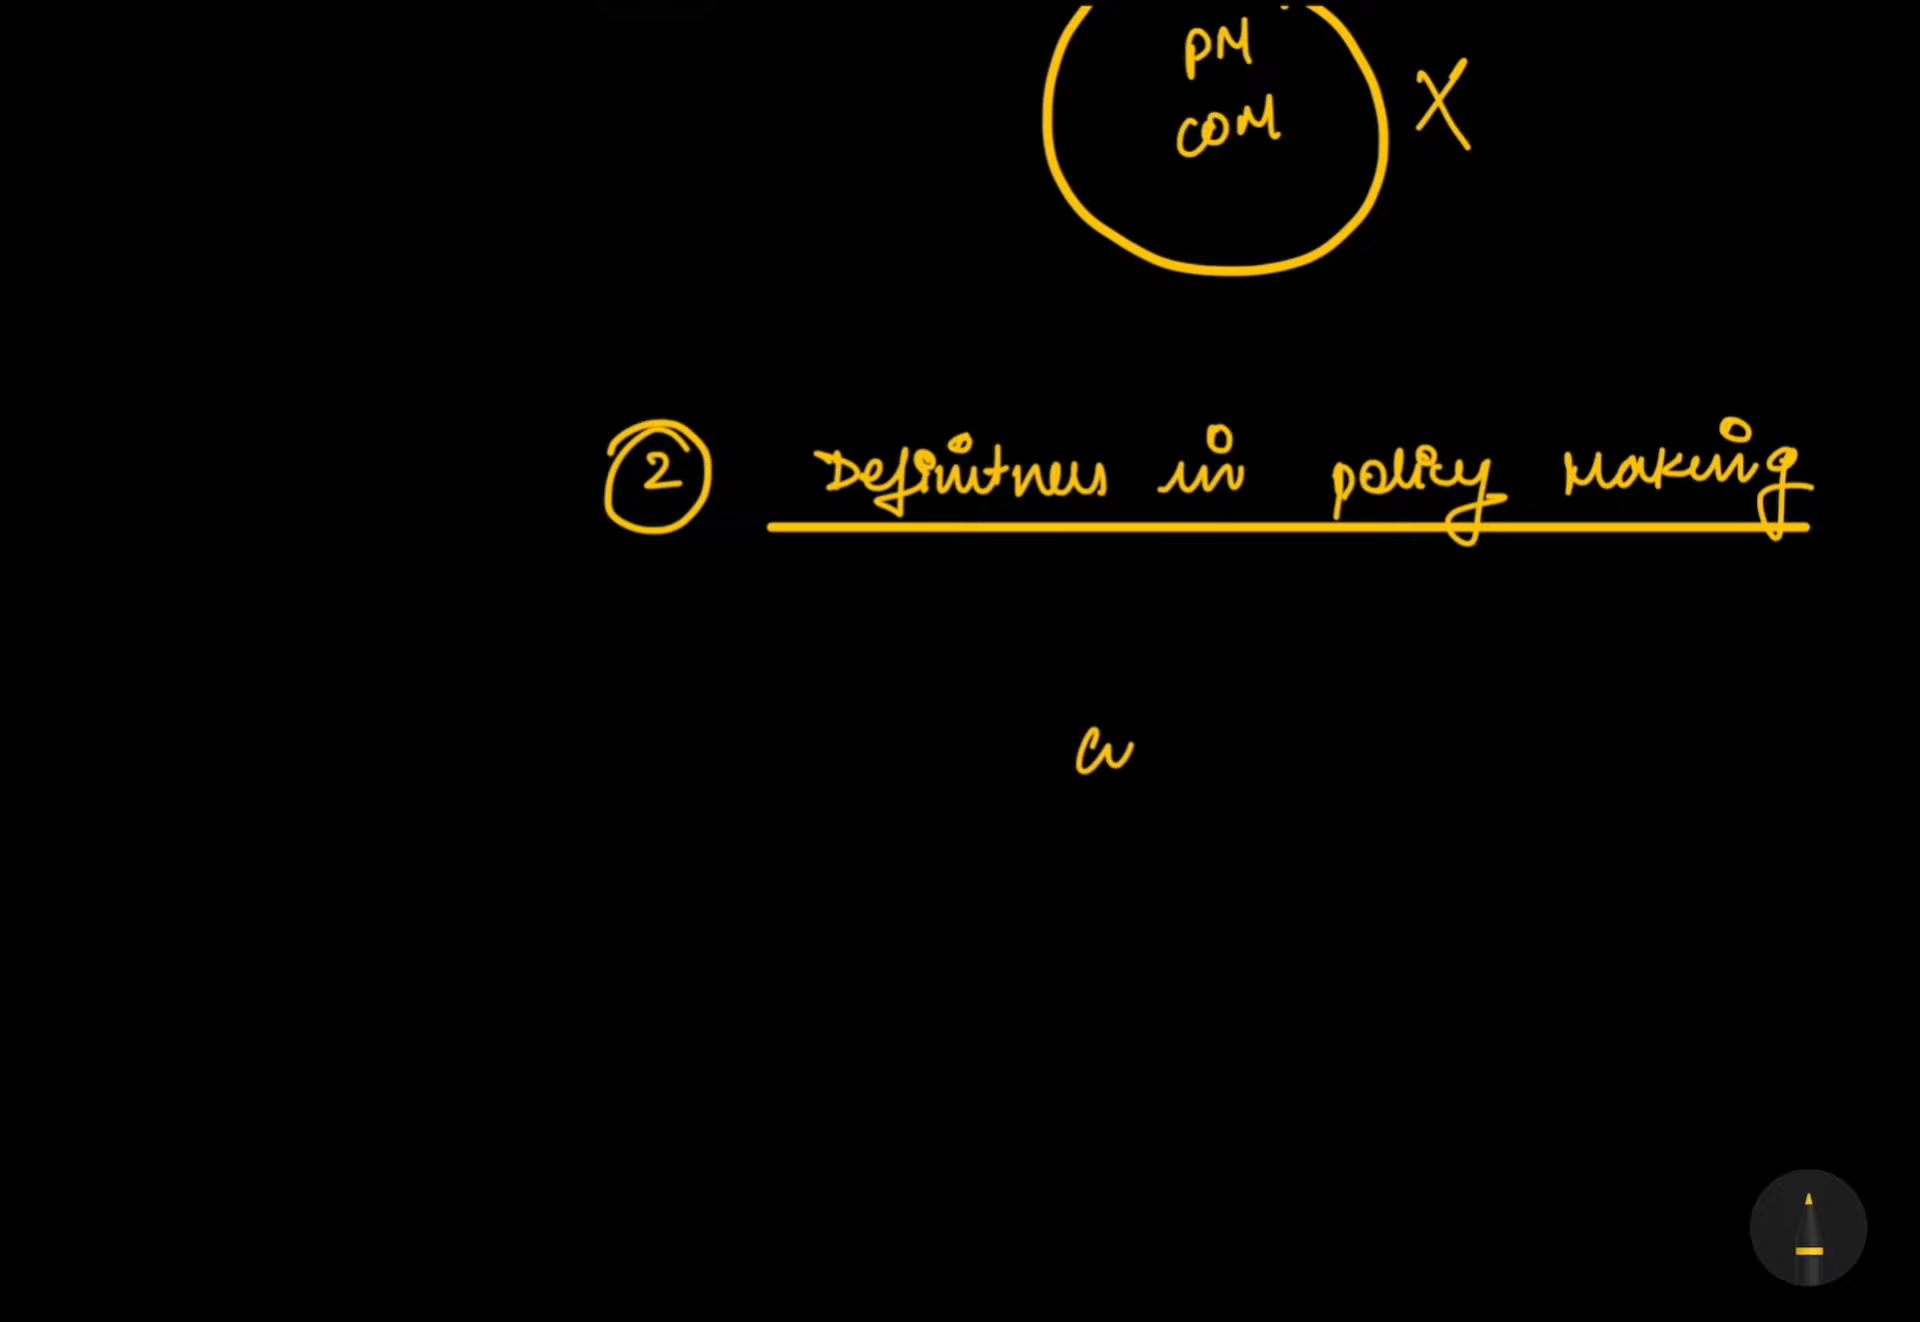 PM
COM X
② Definitness in policy Making